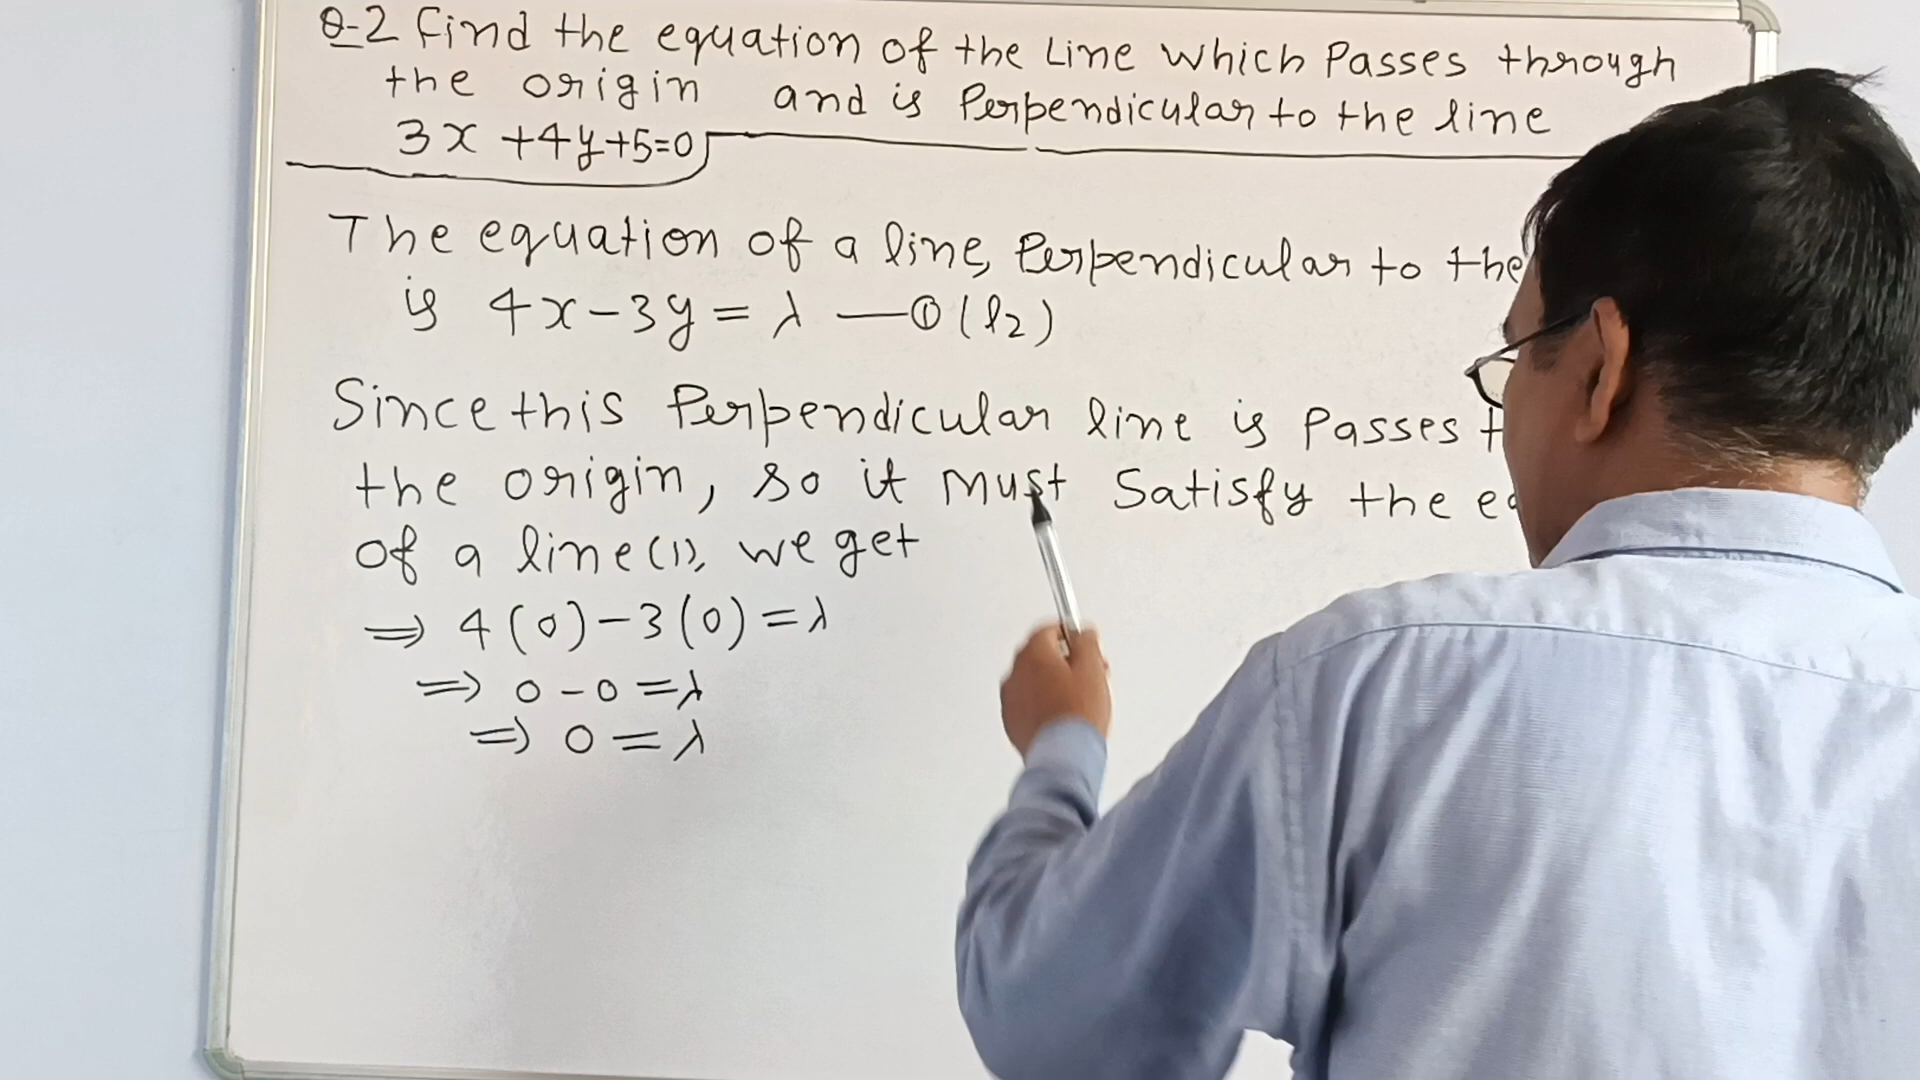 Q-2 Find the equation of the Line which Passes through
the origin and is Perpendicular to the line
3x +4y+5=0
The equation of a line, Perpendicular to the
is 4x-3y = λ —① (l₂)
Since this Perpendicular line is Passes
the origin, so it must Satisfy the
of a line(1), we get
⇒ 4(0)-3(0)=λ
⇒ 0-0=λ
⇒ 0=λ